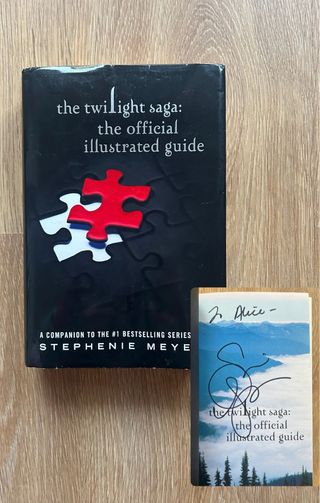 the twilight saga:
the official
illustrated guide
A COMPANION TO THE #1 BESTSELLING SERIES
STEPHENIE MEYE
To Alice-
the twilight saga:
the official
illustrated guide